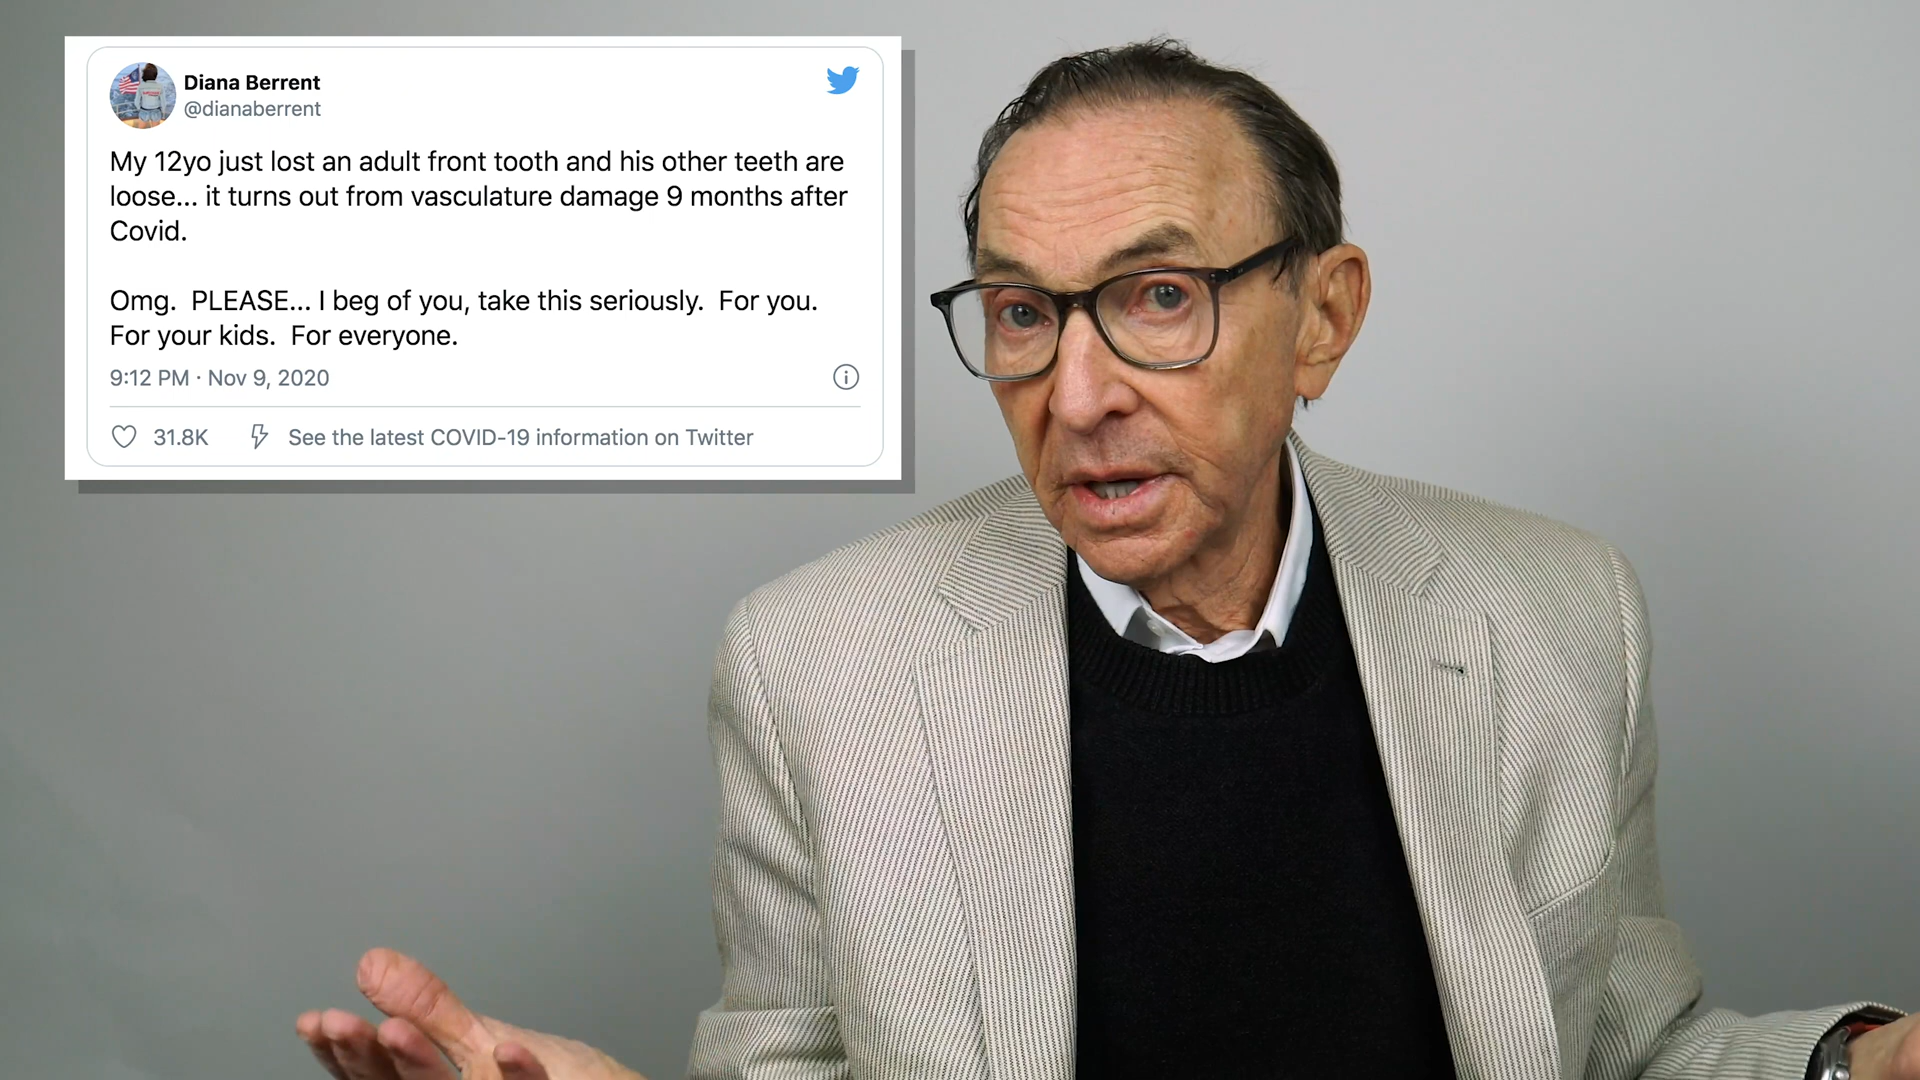 Diana Berrent
@dianaberrent
My 12yo just lost an adult front tooth and his other teeth are
loose... it turns out from vasculature damage 9 months after
Covid.
Omg.  PLEASE... I beg of you, take this seriously.  For you.
For your kids.  For everyone.
9:12 PM · Nov 9, 2020
31.8K See the latest COVID-19 information on Twitter